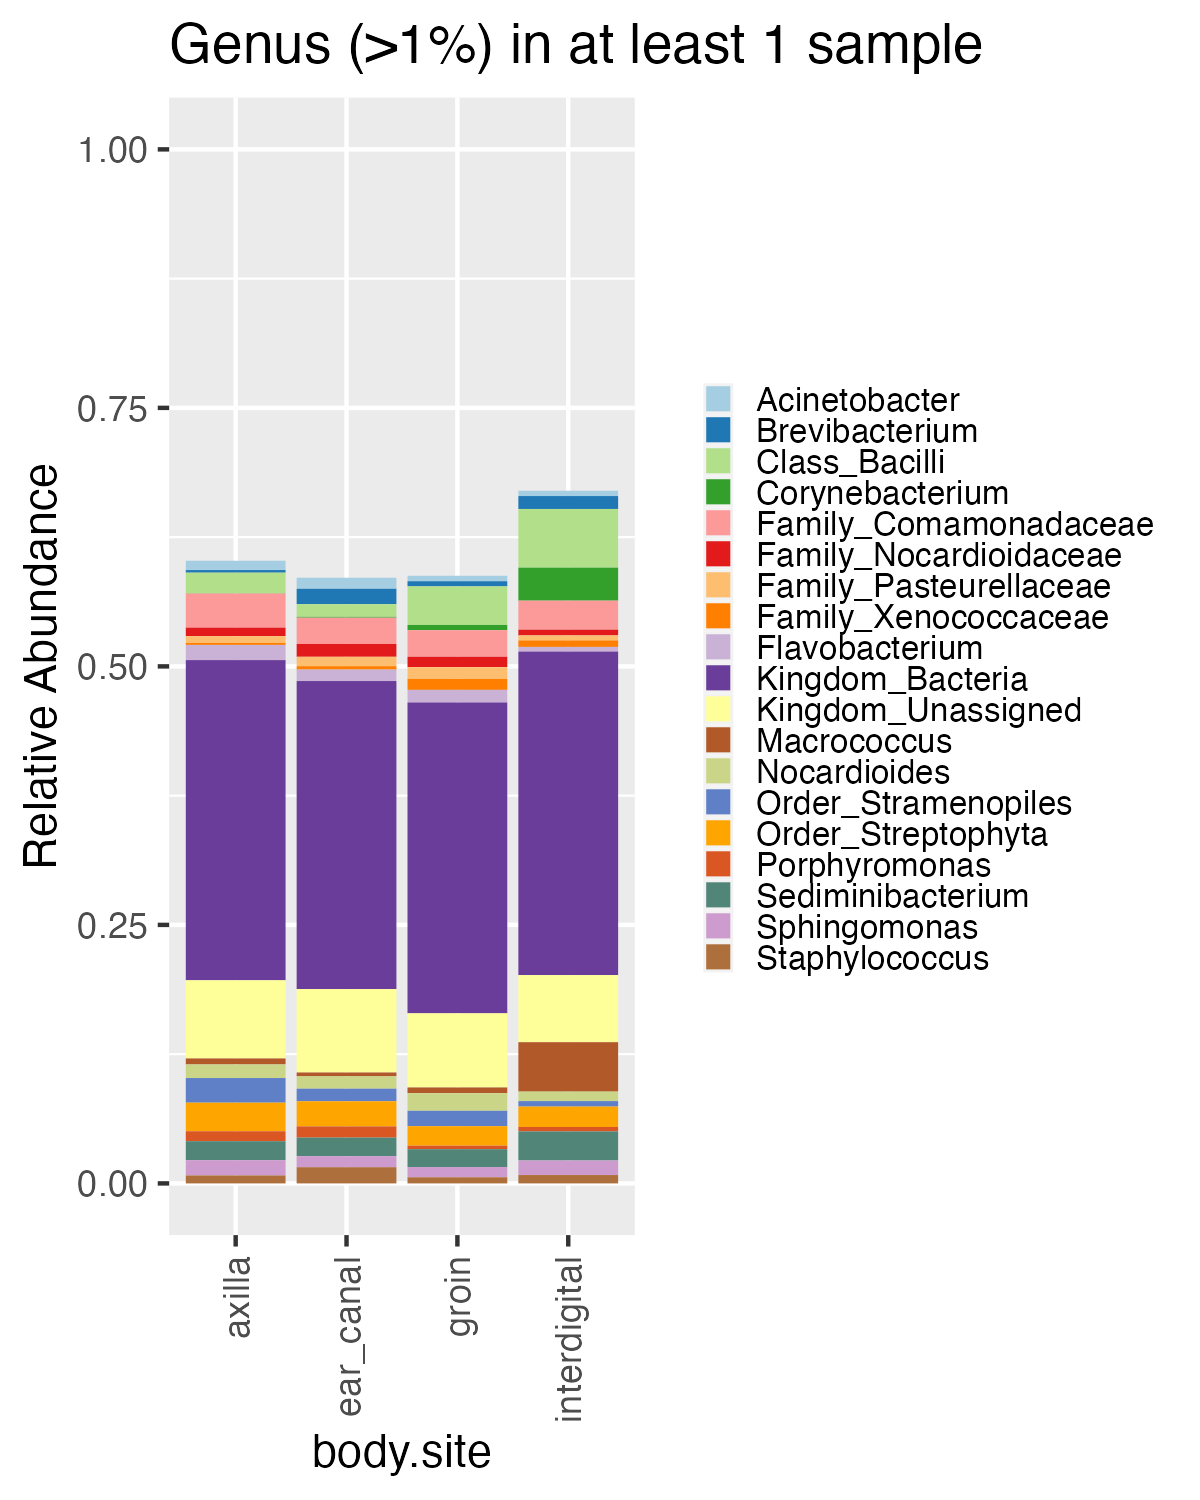 Genus (>1%) in at least 1 sample
Relative Abundance
1.00
0.75
0.50
0.25
0.00
axilla
ear_canal
groin
interdigital
body.site
Acinetobacter
Brevibacterium
Class_Bacilli
Corynebacterium
Family_Comamonadaceae
Family_Nocardioidaceae
Family_Pasteurellaceae
Family_Xenococcaceae
Flavobacterium
Kingdom_Bacteria
Kingdom_Unassigned
Macrococcus
Nocardioides
Order_Stramenopiles
Order_Streptophyta
Porphyromonas
Sediminibacterium
Sphingomonas
Staphylococcus